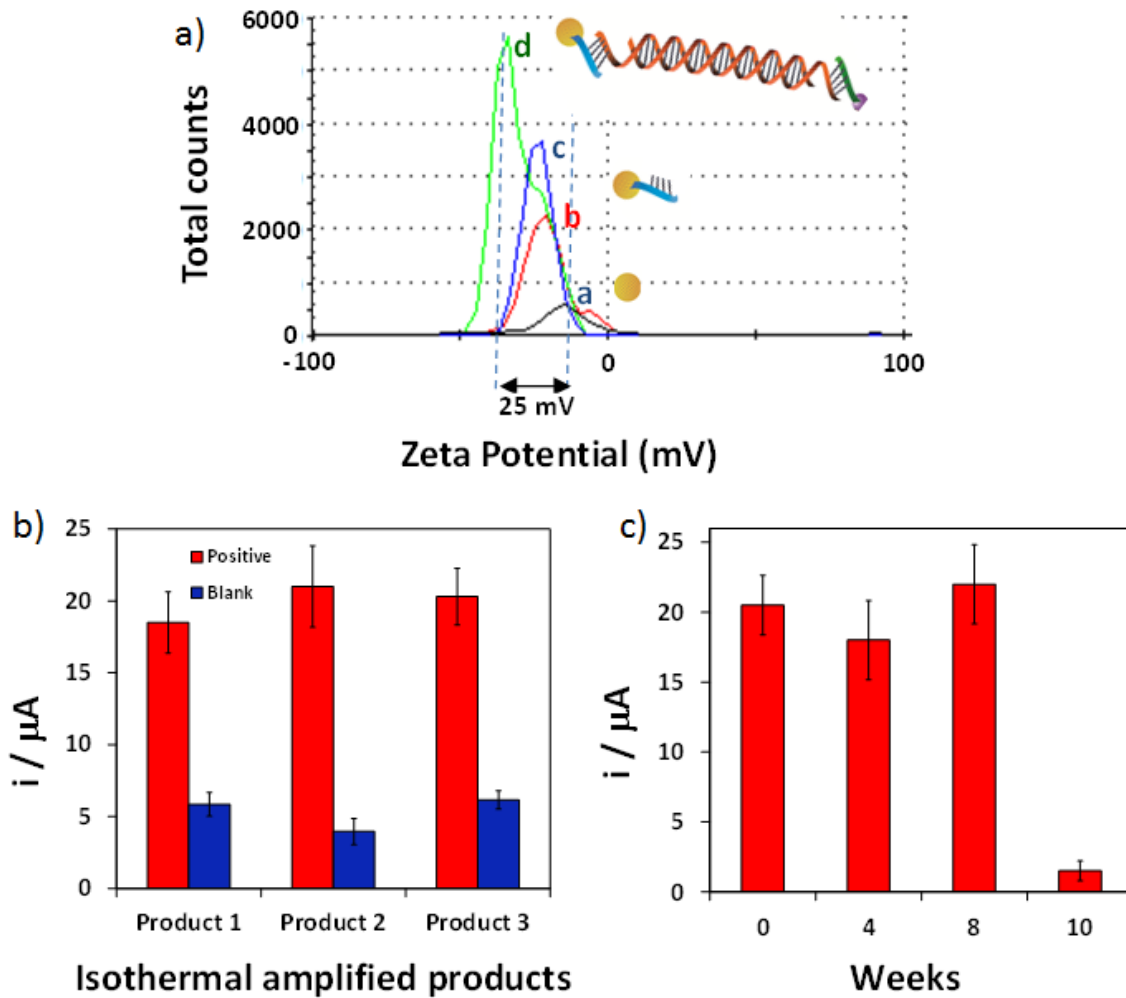 a)
6000
4000
2000
0
Total counts
d
c
b
a
-100
0
100
25 mV
Zeta Potential (mV)
b)
25
20
15
10
5
0
i / µA
Positive
Blank
Product 1 Product 2 Product 3
Isothermal amplified products
c)
25
20
15
10
5
0
i / µA
0 4 8 10
Weeks